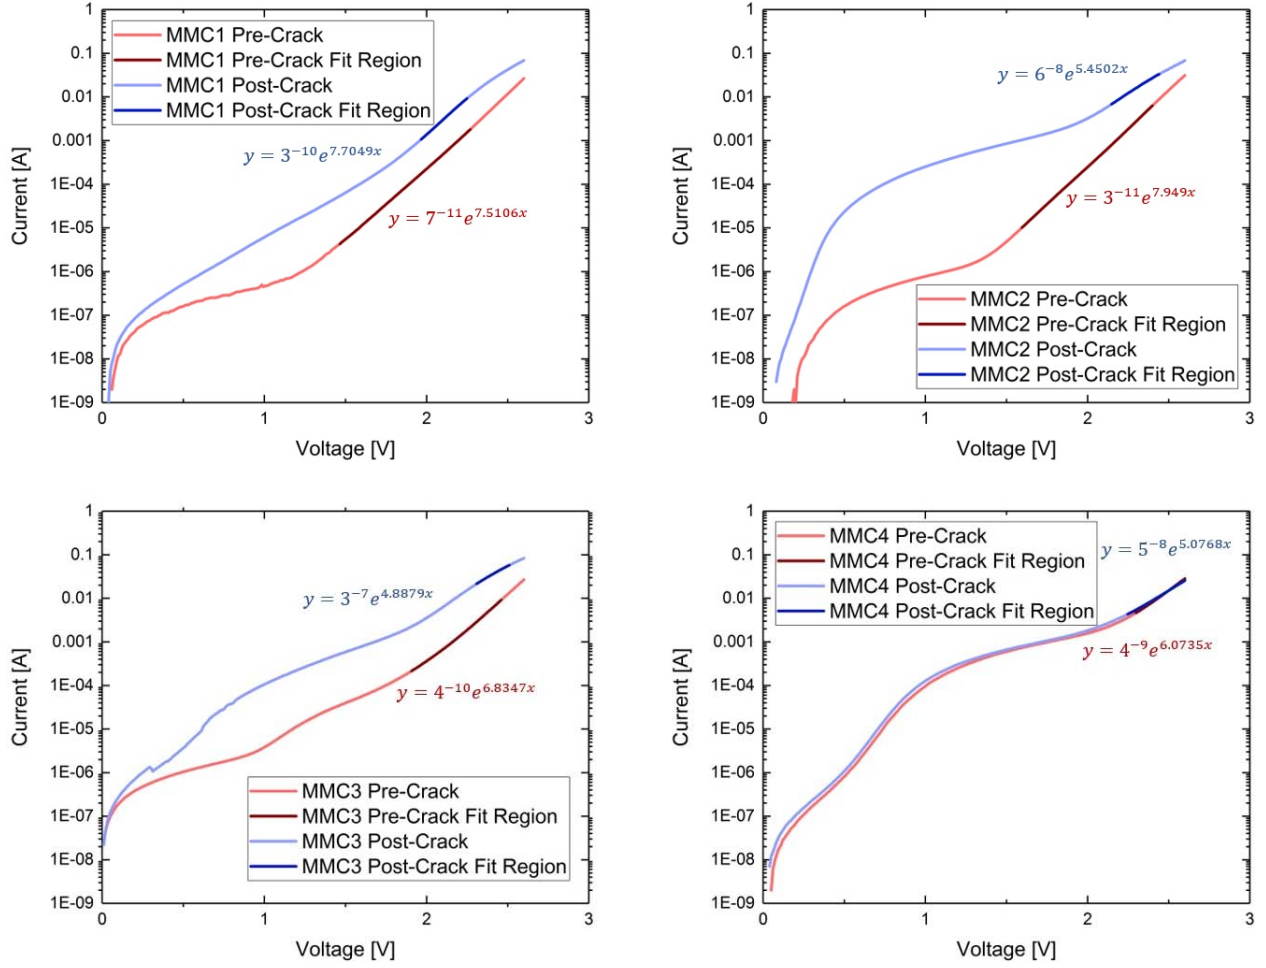 1
0.1
0.01
0.001
1E-04
1E-05
1E-06
1E-07
1E-08
1E-09
Current [A]
MMC1 Pre-Crack
MMC1 Pre-Crack Fit Region
MMC1 Post-Crack
MMC1 Post-Crack Fit Region
y = 3⁻¹⁰e^7.7049x
y = 7⁻¹¹e^7.5106x
0 1 2 3
Voltage [V]
1
0.1
0.01
0.001
1E-04
1E-05
1E-06
1E-07
1E-08
1E-09
Current [A]
y = 6⁻⁸e^5.4502x
y = 3⁻¹¹e^7.949x
MMC2 Pre-Crack
MMC2 Pre-Crack Fit Region
MMC2 Post-Crack
MMC2 Post-Crack Fit Region
0 1 2 3
Voltage [V]
1
0.1
0.01
0.001
1E-04
1E-05
1E-06
1E-07
1E-08
1E-09
Current [A]
y = 3⁻⁷e^4.8879x
y = 4⁻¹⁰e^6.8347x
MMC3 Pre-Crack
MMC3 Pre-Crack Fit Region
MMC3 Post-Crack
MMC3 Post-Crack Fit Region
0 1 2 3
Voltage [V]
1
0.1
0.01
0.001
1E-04
1E-05
1E-06
1E-07
1E-08
1E-09
Current [A]
MMC4 Pre-Crack
MMC4 Pre-Crack Fit Region
MMC4 Post-Crack
MMC4 Post-Crack Fit Region
y = 5⁻⁸e^5.0768x
y = 4⁻⁹e^6.0735x
0 1 2 3
Voltage [V]